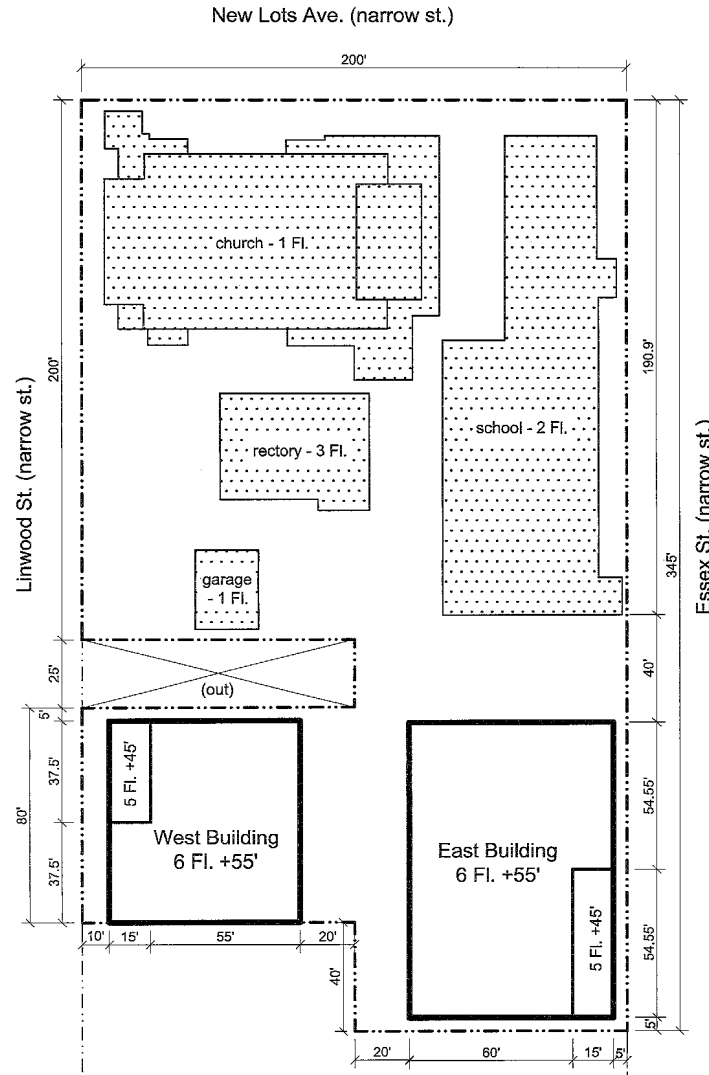 New Lots Ave. (narrow st.)
200'
church - 1 Fl.
200'
190.9'
Linwood St. (narrow st.)
rectory - 3 Fl.
school - 2 Fl.
345'
Essex St. (narrow st.)
garage
- 1 Fl.
25'
(out)
40'
5'
37.5'
5 Fl. +45'
80'
West Building
6 Fl. +55'
54.55'
East Building
6 Fl. +55'
37.5'
5 Fl. +45'
54.55'
10'
15'
55'
20'
40'
5'
20'
60'
15'
5'